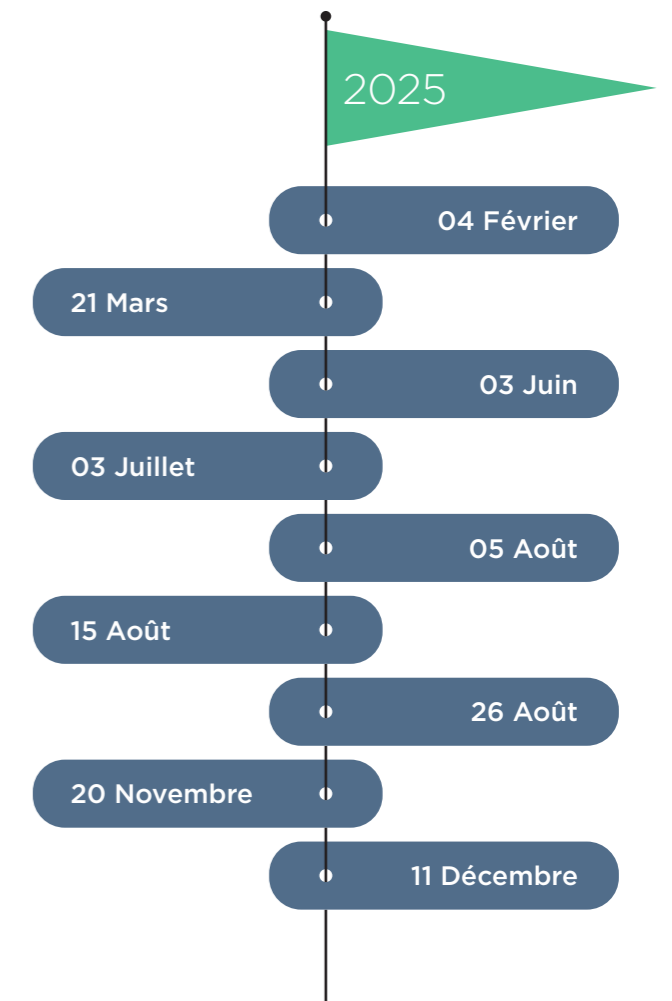 2025
04 Février
21 Mars
03 Juin
03 Juillet
05 Août
15 Août
26 Août
20 Novembre
11 Décembre